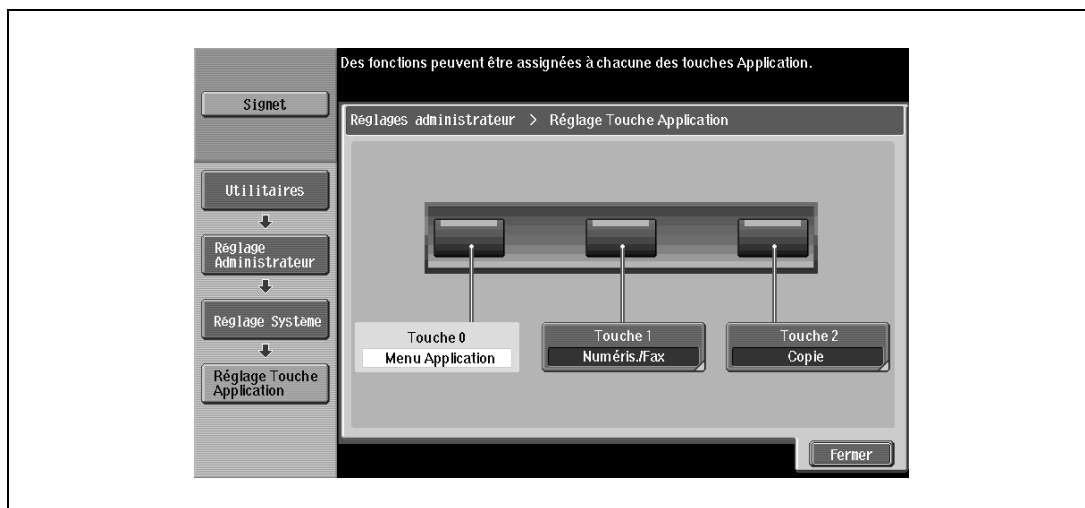 Des fonctions peuvent être assignées à chacune des touches Application.
Signet
Réglages administrateur > Réglage Touche Application
Utilitaires
Réglage
Administrateur
Réglage Système
Réglage Touche
Application
Touche 0
Menu Application
Touche 1
Numéris./Fax
Touche 2
Copie
Fermer